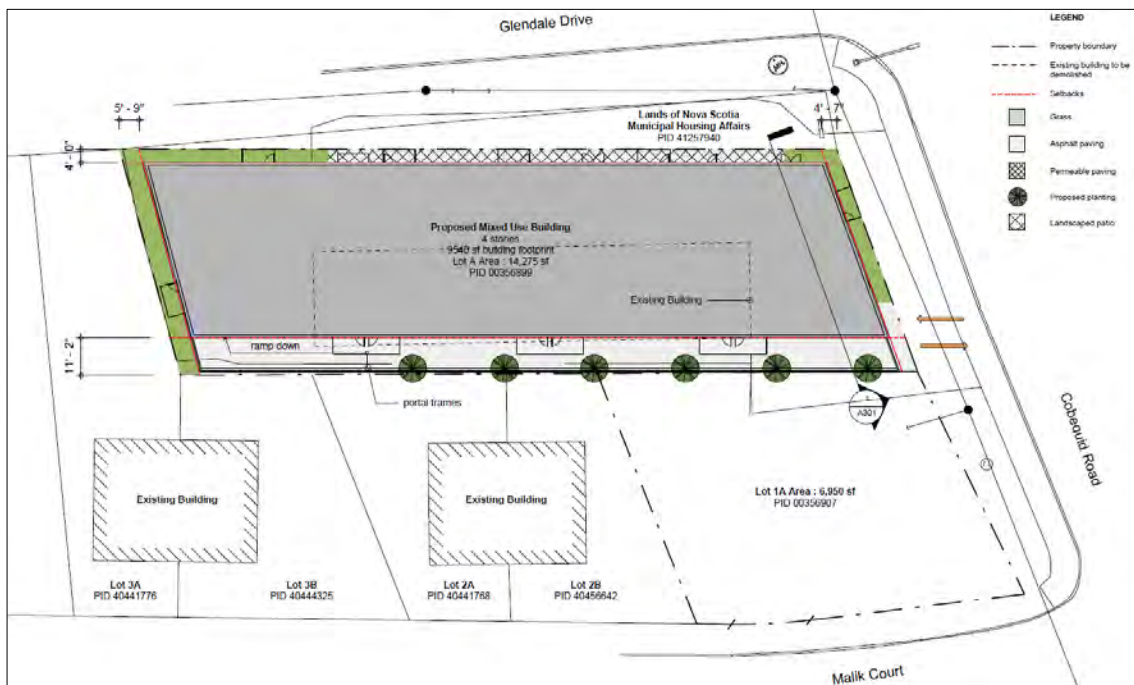 Glendale Drive
LEGEND
Property boundary
Existing building to be
demolished
Setbacks
Grass
Asphalt paving
Permeable paving
Proposed planting
Landscaped patio
5' - 9"
4' - 7"
4' - 0"
Lands of Nova Scotia
Municipal Housing Affairs
PID 41257940
Proposed Mixed Use Building
4 stories
9540 sf building footprint
Lot A Area : 14,275 sf
PID 00356899
Existing Building
11' - 2"
ramp down
portal frames
1
A301
Cobequid Road
Existing Building
Existing Building
Lot 1A Area : 6,950 sf
PID 00356907
Lot 3A
PID 40441776
Lot 3B
PID 40444325
Lot 2A
PID 40441768
Lot 2B
PID 40456642
Malik Court